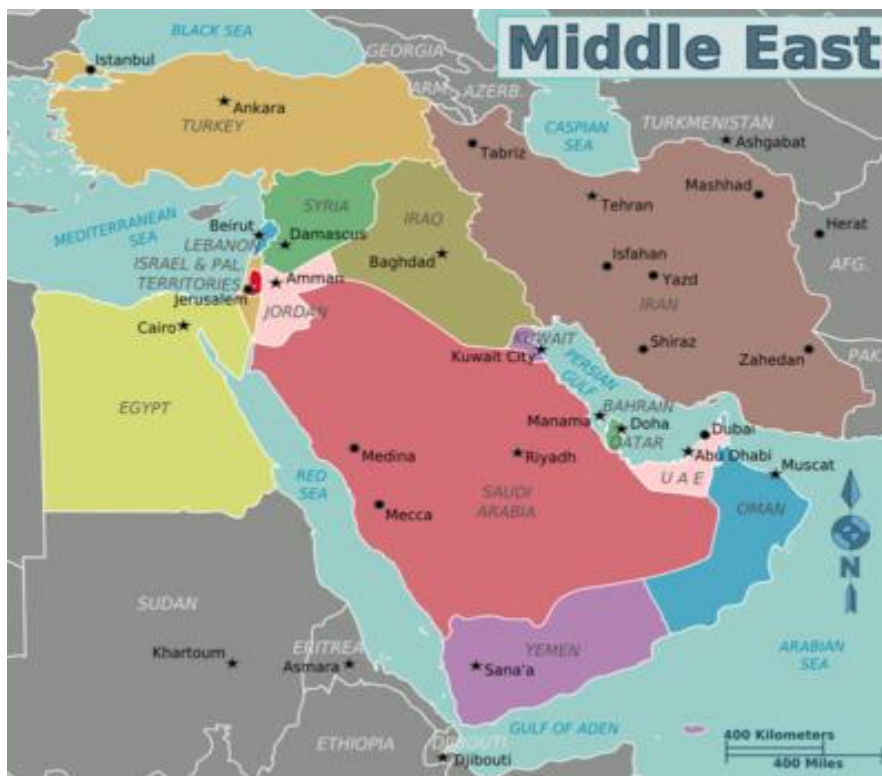 Middle East
BLACK SEA
GEORGIA
Istanbul
ARM.
AZERB.
Ankara
TURKEY
CASPIAN
SEA
TURKMENISTAN
Ashgabat
Tabriz
Mashhad
Tehran
SYRIA
IRAQ
MEDITERRANEAN
SEA
Beirut
LEBANON
Damascus
Baghdad
Herat
AFG.
ISRAEL & PAL.
TERRITORIES
Jerusalem
Amman
JORDAN
Isfahan
Yazd
IRAN
Cairo
KUWAIT
Kuwait City
Shiraz
Zahedan
PAK.
PERSIAN
GULF
EGYPT
BAHRAIN
Manama
Doha
QATAR
Dubai
Abu Dhabi
U A E
Muscat
Medina
Riyadh
RED
SEA
SAUDI
ARABIA
Mecca
OMAN
N
SUDAN
Khartoum
ERITREA
Asmara
YEMEN
Sana'a
ARABIAN
SEA
GULF OF ADEN
ETHIOPIA
DJIBOUTI
Djibouti
400 Kilometers
400 Miles